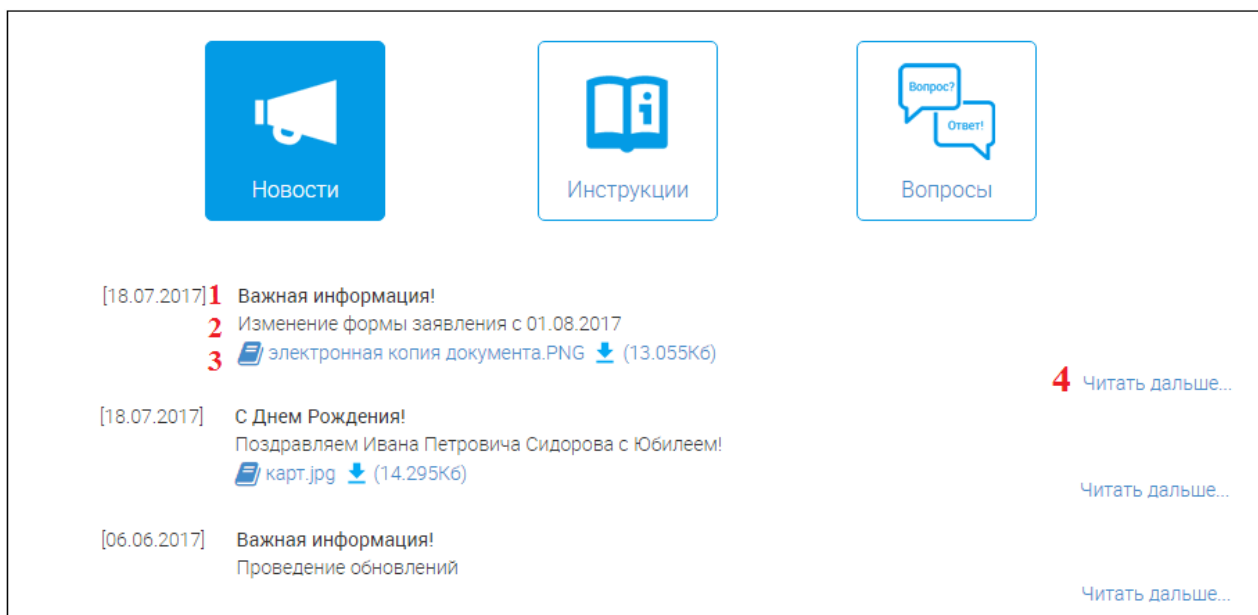 Вопрос?
Ответ!
Новости
Инструкции
Вопросы
[18.07.2017] 1 Важная информация!
2 Изменение формы заявления с 01.08.2017
3 электронная копия документа.PNG (13.055Кб)
4 Читать дальше...
[18.07.2017] С Днем Рождения!
Поздравляем Ивана Петровича Сидорова с Юбилеем!
карт.jpg (14.295Кб)
Читать дальше...
[06.06.2017] Важная информация!
Проведение обновлений
Читать дальше...